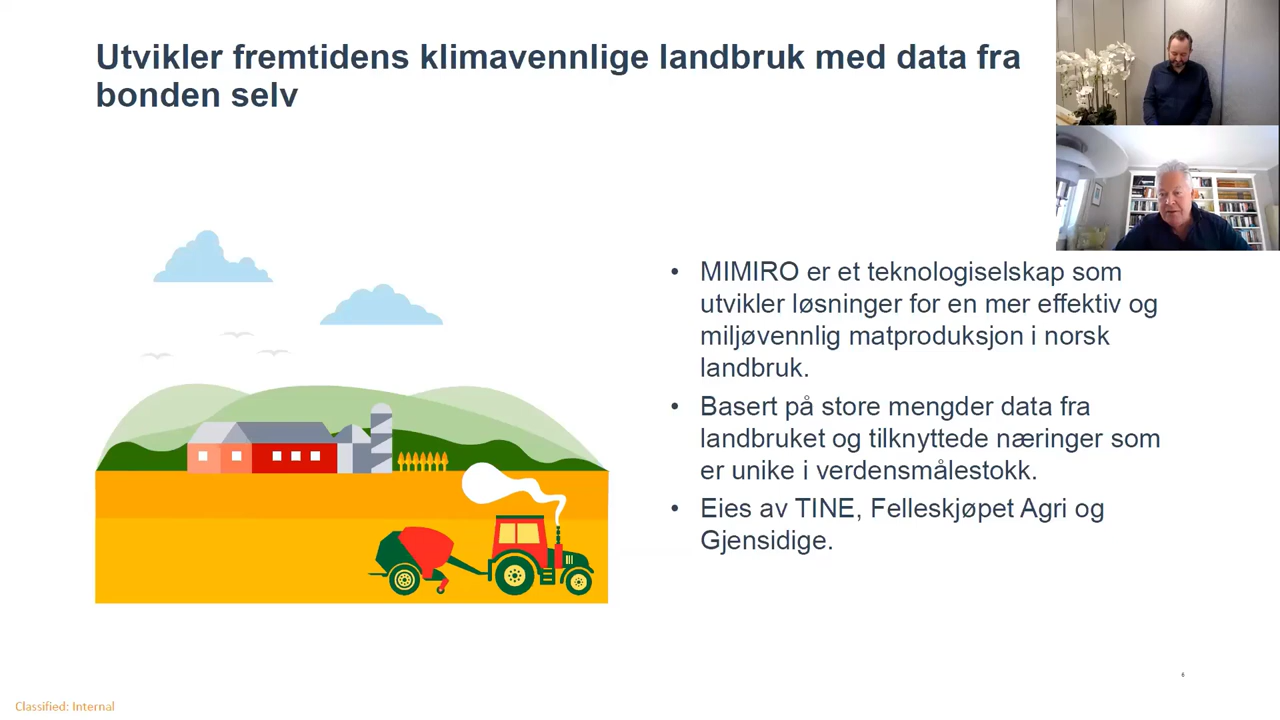 Utvikler fremtidens klimavennlige landbruk med data fra
bonden selv
• MIMIRO er et teknologiselskap som
utvikler løsninger for en mer effektiv og
miljøvennlig matproduksjon i norsk
landbruk.
• Basert på store mengder data fra
landbruket og tilknyttede næringer som
er unike i verdensmålestokk.
• Eies av TINE, Felleskjøpet Agri og
Gjensidige.
6
Classified: Internal